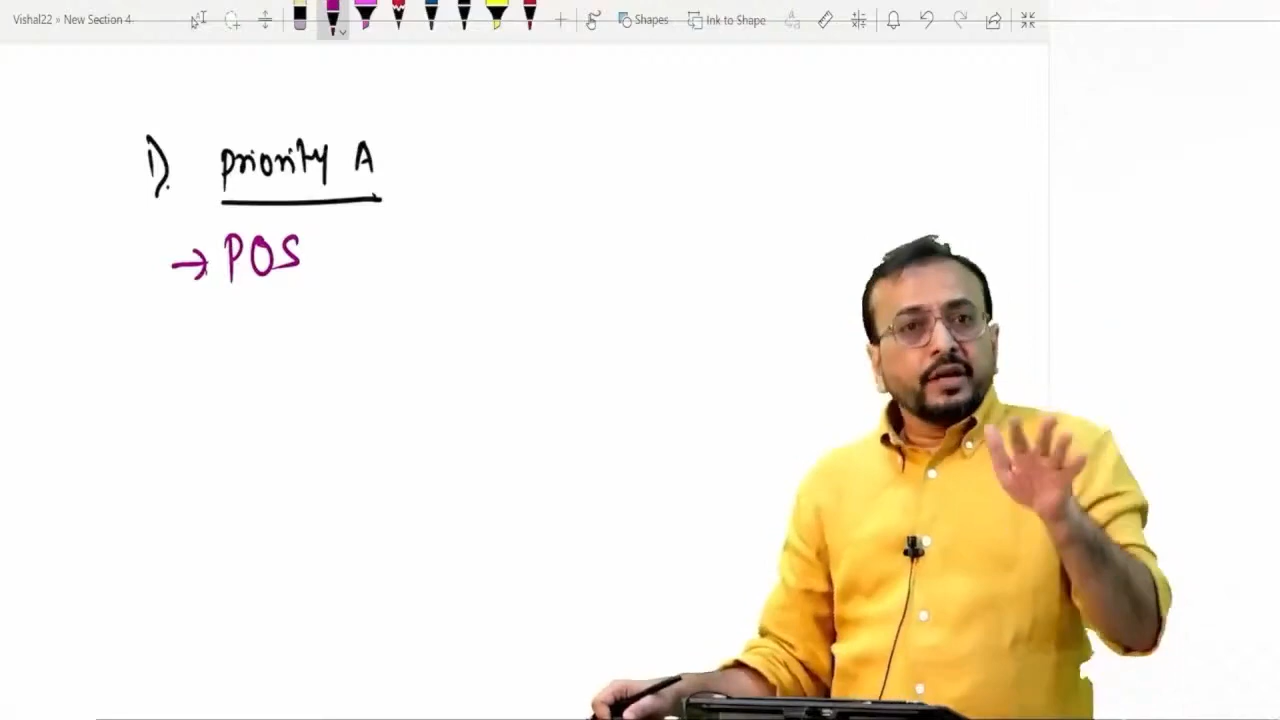 Vishal22 » New Section 4
Shapes
Ink to Shape
1). priority A
→ POS